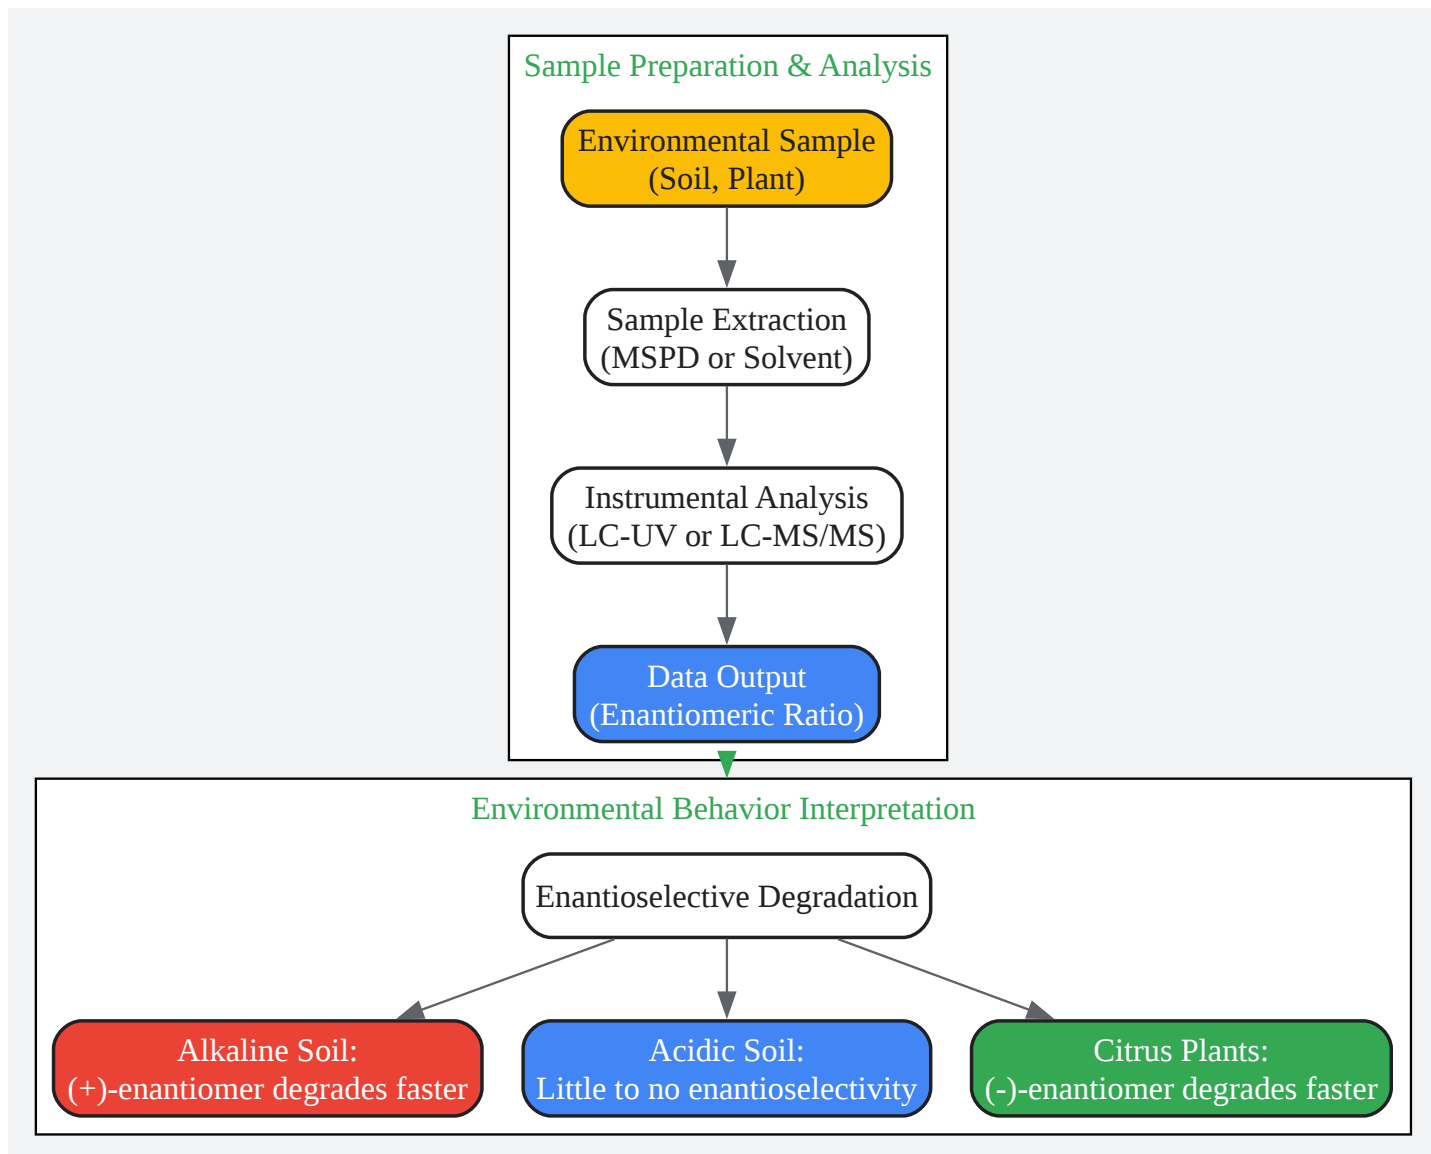 Sample Preparation & Analysis
Environmental Sample
(Soil, Plant)
Sample Extraction
(MSPD or Solvent)
Instrumental Analysis
(LC-UV or LC-MS/MS)
Data Output
(Enantiomeric Ratio)
Environmental Behavior Interpretation
Enantioselective Degradation
Alkaline Soil:
(+)-enantiomer degrades faster
Acidic Soil:
Little to no enantioselectivity
Citrus Plants:
(-)-enantiomer degrades faster